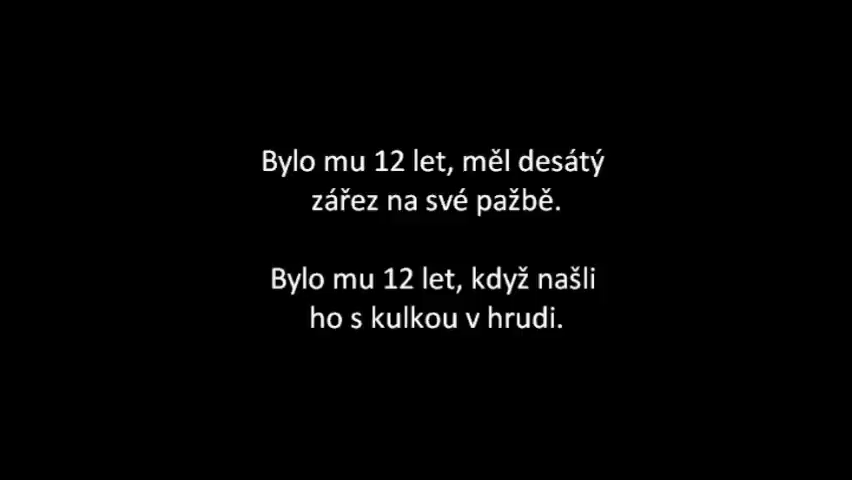 Bylo mu 12 let, měl desátý
zářez na své pažbě.
Bylo mu 12 let, když našli
ho s kulkou v hrudi.